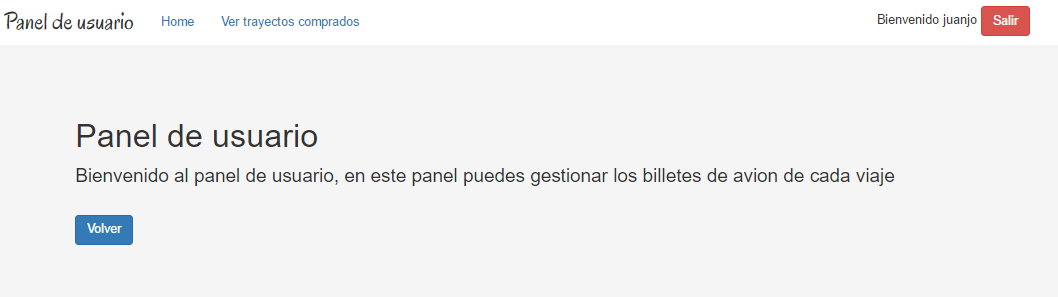 Panel de usuario Home Ver trayectos comprados Bienvenido juanjo Salir
Panel de usuario
Bienvenido al panel de usuario, en este panel puedes gestionar los billetes de avion de cada viaje
Volver